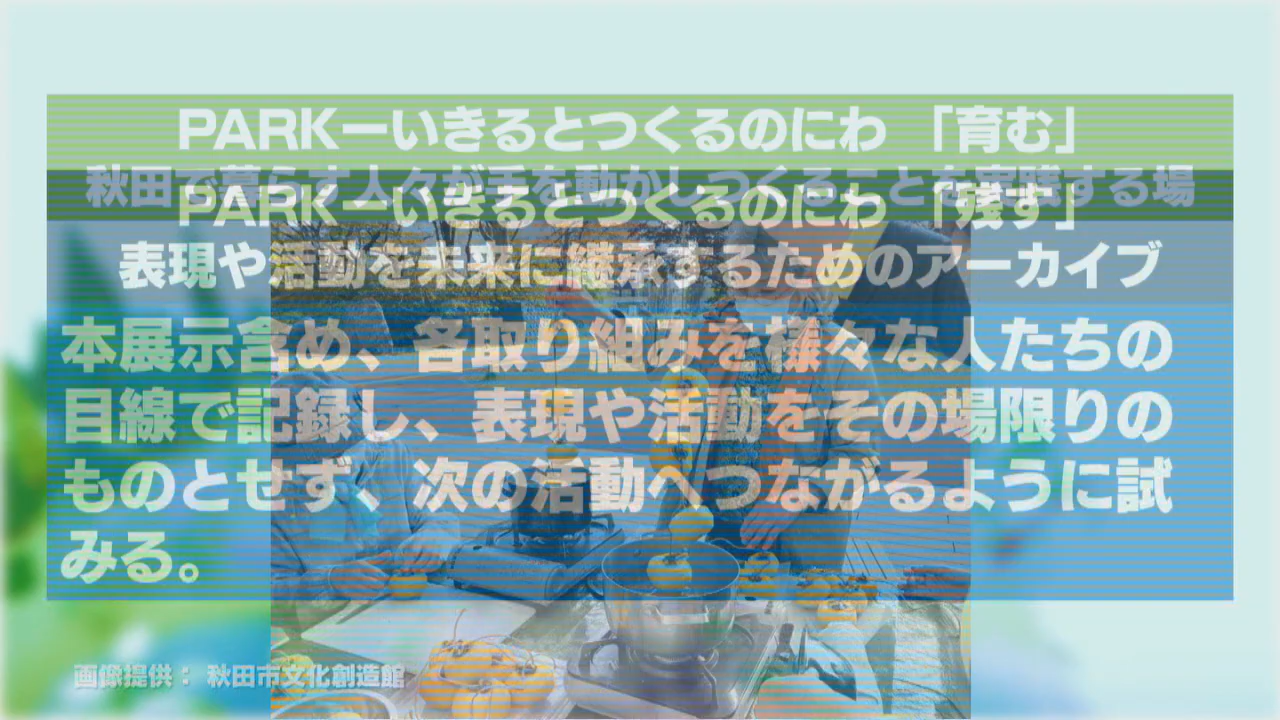 PARKーいきるとつくるのにわ 「育む」
秋田で暮らす人々が手を動かしつくることを実践する場
PARKーいきるとつくるのにわ 「残す」
表現や活動を未来に継承するためのアーカイブ
本展示含め、各取り組みを様々な人たちの
目線で記録し、表現や活動をその場限りの
ものとせず、次の活動へつながるように試
みる。
画像提供： 秋田市文化創造館